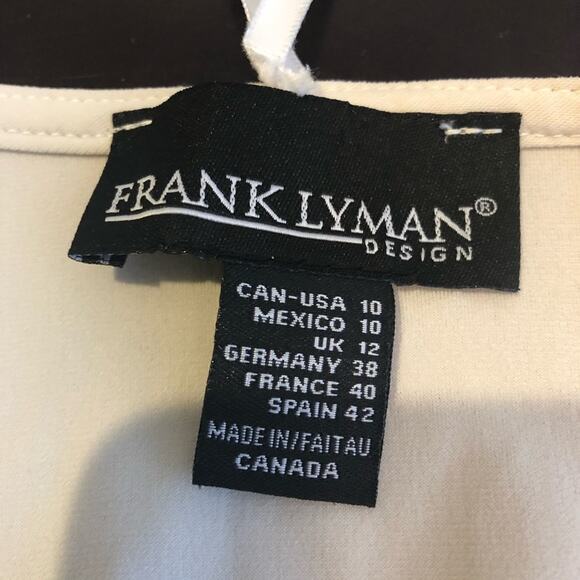 FRANK LYMAN®
DESIGN
CAN-USA 10
MEXICO 10
UK 12
GERMANY 38
FRANCE 40
SPAIN 42
MADE IN/FAIT AU
CANADA